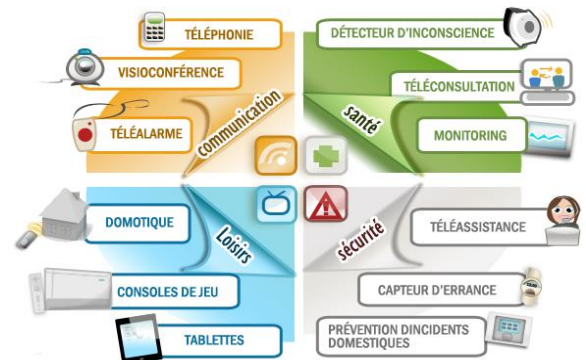 TÉLÉPHONIE
VISIOCONFÉRENCE
TÉLÉALARME
communication
DÉTECTEUR D'INCONSCIENCE
TÉLÉCONSULTATION
MONITORING
santé
DOMOTIQUE
CONSOLES DE JEU
TABLETTES
Loisirs
TÉLÉASSISTANCE
CAPTEUR D'ERRANCE
PRÉVENTION DINCIDENTS
DOMESTIQUES
sécurité